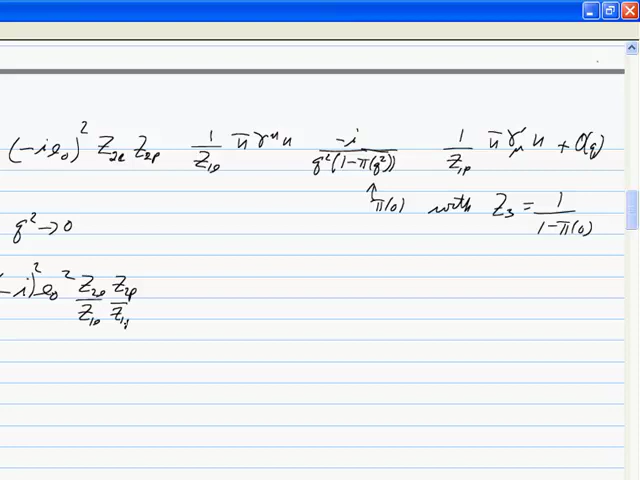 (-ie₀)² Z₂ₑ Z₂ₚ 1/Z₁ₑ ū γᵘ u -i/q²(1-π(q²)) 1/Z₁ₚ ū γ_μ u + O(q)
↑ π(0) with Z₃ = 1/1-π(0)
q² → 0
-i)² e₀² Z₂ₑ/Z₁ₑ Z₂ₚ/Z₁ₚ